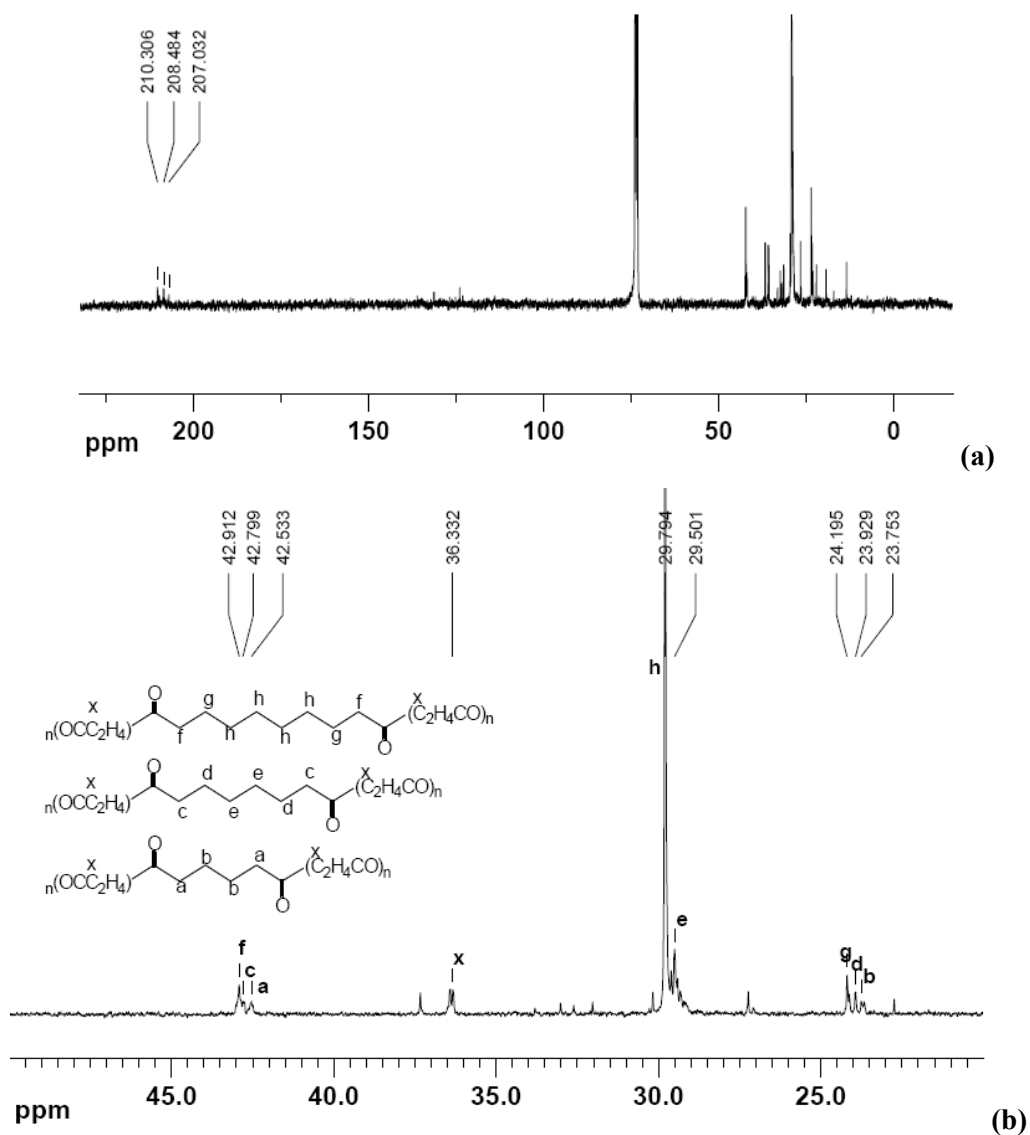 210.306
208.484
207.032
200 150 100 50 0
ppm
(a)
42.912
42.799
42.533
36.332
29.794
29.501
24.195
23.929
23.753
h
x O g h h f x
n(OCC2H4) (C2H4CO)n
f h h g O
x O d e c x
n(OCC2H4) (C2H4CO)n
c e d O
x O b a x
n(OCC2H4) (C2H4CO)n
a b O
f
c
a
x
e
g
d
b
45.0 40.0 35.0 30.0 25.0
ppm
(b)